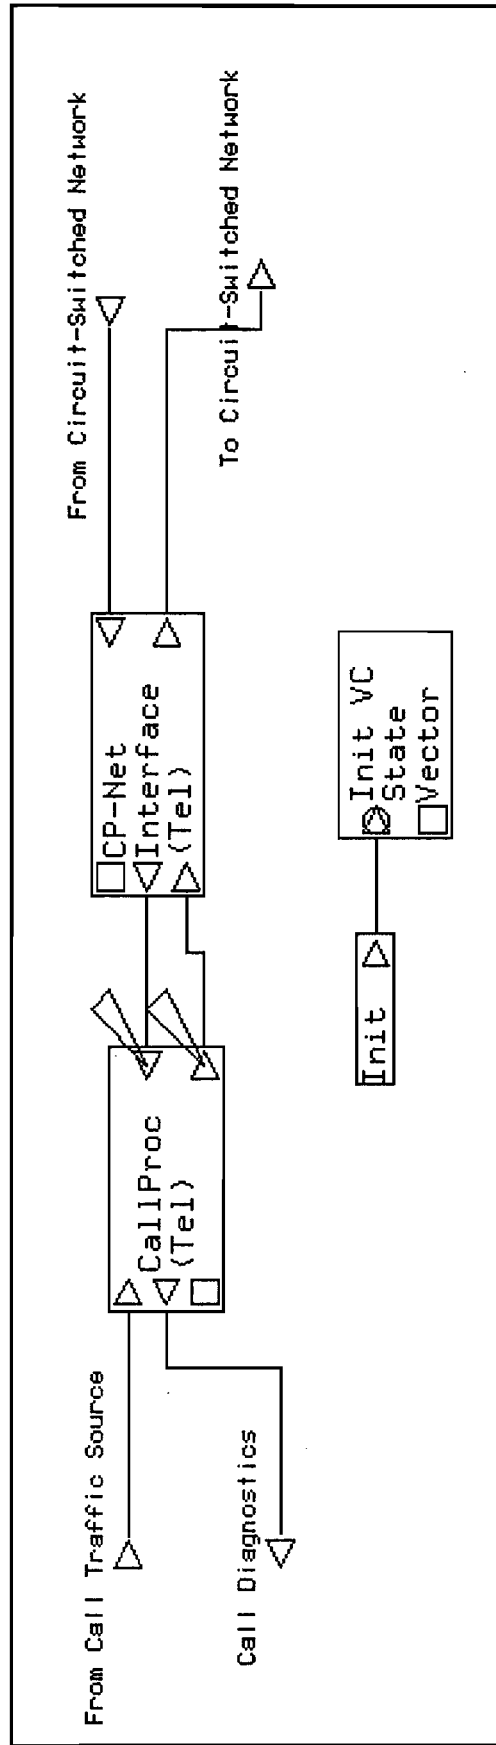 From Call Traffic Source
Call Diagnostics
CallProc
(Tel)
CP-Net
Interface
(Tel)
From Circuit-Switched Network
To Circuit-Switched Network
Init
Init VC
State
Vector